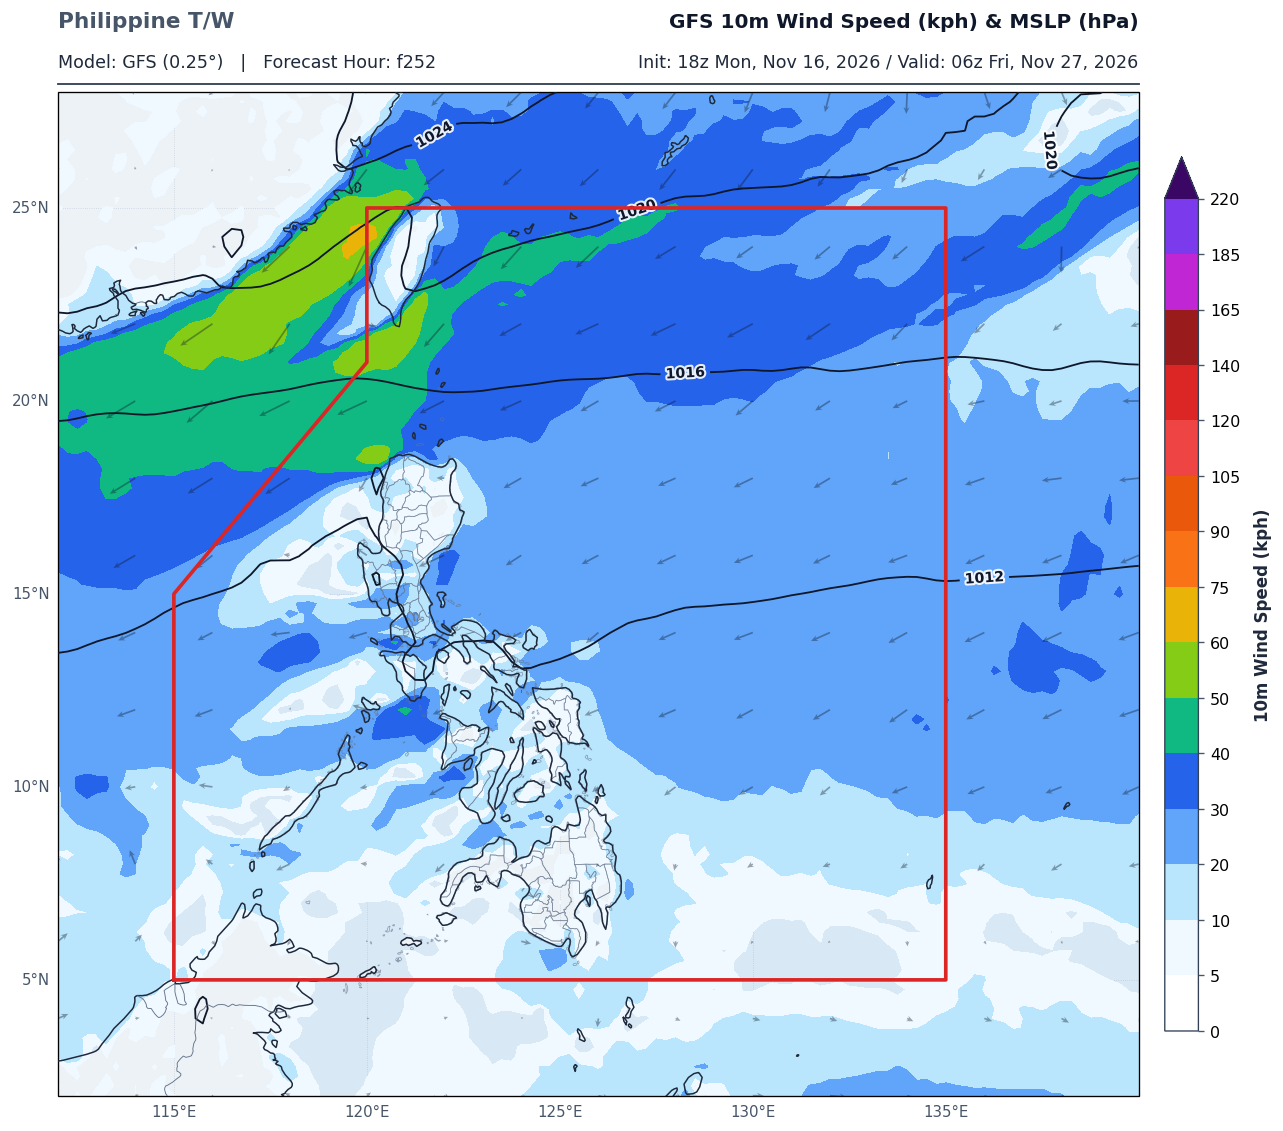 Philippine T/W
GFS 10m Wind Speed (kph) & MSLP (hPa)
Model: GFS (0.25°) | Forecast Hour: f252
Init: 18z Mon, Nov 16, 2026 / Valid: 06z Fri, Nov 27, 2026
1024
1020
1020
1016
1012
25°N
20°N
15°N
10°N
5°N
115°E
120°E
125°E
130°E
135°E
220
185
165
140
120
105
90
75
60
50
40
30
20
10
5
0
10m Wind Speed (kph)